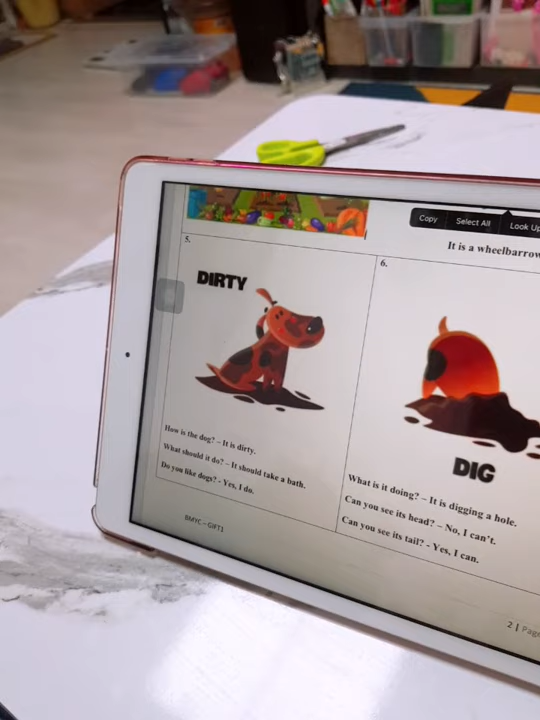 Copy Select All Look Up
It is a wheelbarrow
5.
DIRTY
How is the dog? – It is dirty.
What should it do? – It should take a bath.
Do you like dogs? - Yes, I do.
6.
DIG
What is it doing? – It is digging a hole.
Can you see its head? – No, I can't.
Can you see its tail? - Yes, I can.
BMYC – GIFT1
2 | Page